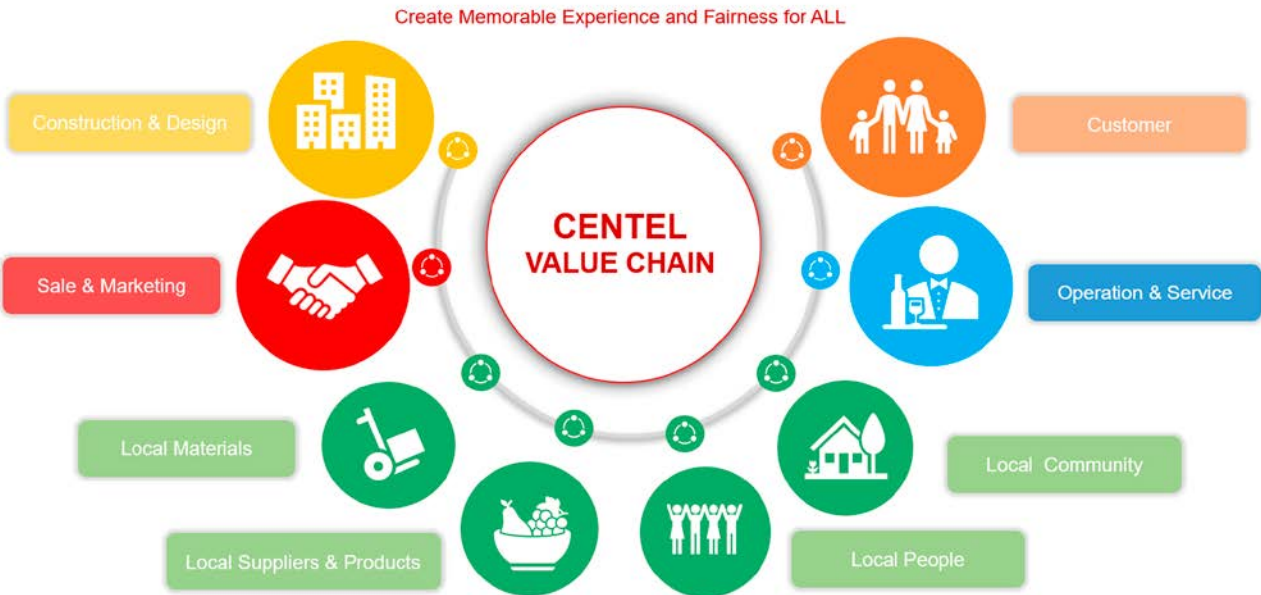 Create Memorable Experience and Fairness for ALL
Construction & Design
Customer
CENTEL
VALUE CHAIN
Sale & Marketing
Operation & Service
Local Materials
Local Community
Local Suppliers & Products
Local People